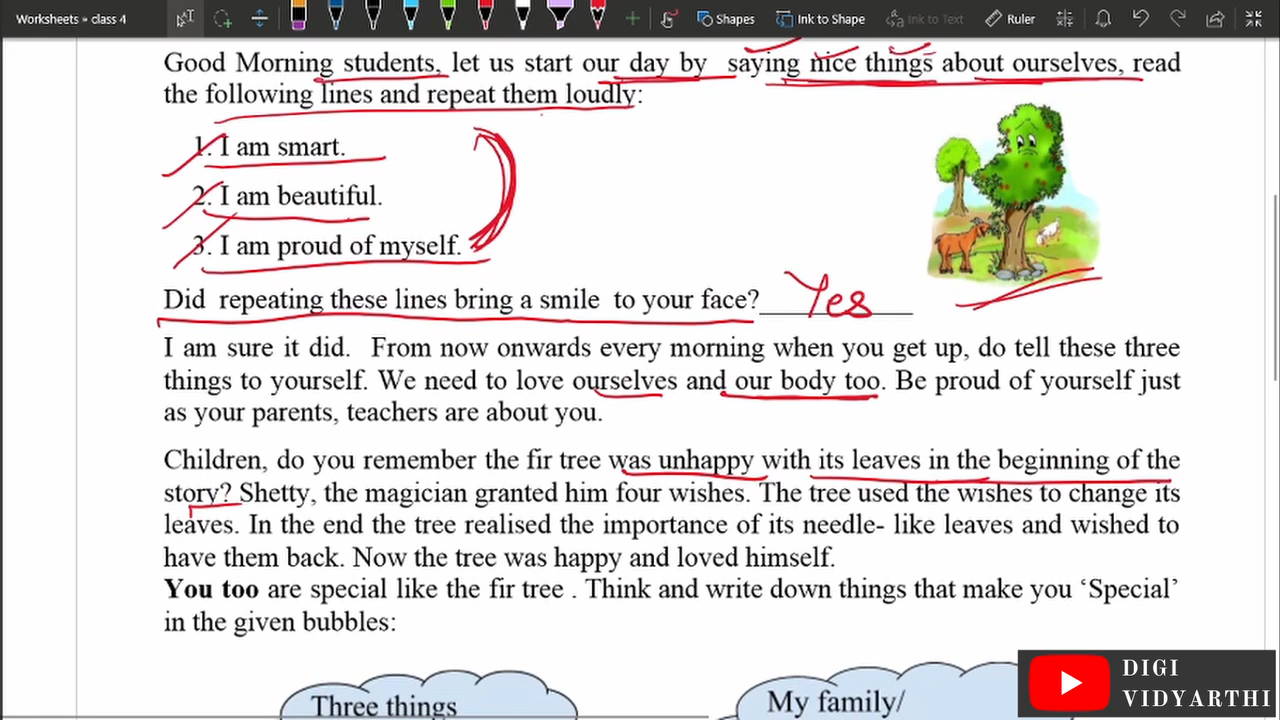 Worksheets » class 4
Shapes
Ink to Shape
Ink to Text
Ruler
Good Morning students, let us start our day by saying nice things about ourselves, read
the following lines and repeat them loudly:
1. I am smart.
2. I am beautiful.
3. I am proud of myself.
Did repeating these lines bring a smile to your face? Yes
I am sure it did. From now onwards every morning when you get up, do tell these three
things to yourself. We need to love ourselves and our body too. Be proud of yourself just
as your parents, teachers are about you.
Children, do you remember the fir tree was unhappy with its leaves in the beginning of the
story? Shetty, the magician granted him four wishes. The tree used the wishes to change its
leaves. In the end the tree realised the importance of its needle- like leaves and wished to
have them back. Now the tree was happy and loved himself.
You too are special like the fir tree . Think and write down things that make you ‘Special’
in the given bubbles:
Three things
My family/
DIGI
VIDYARTHI